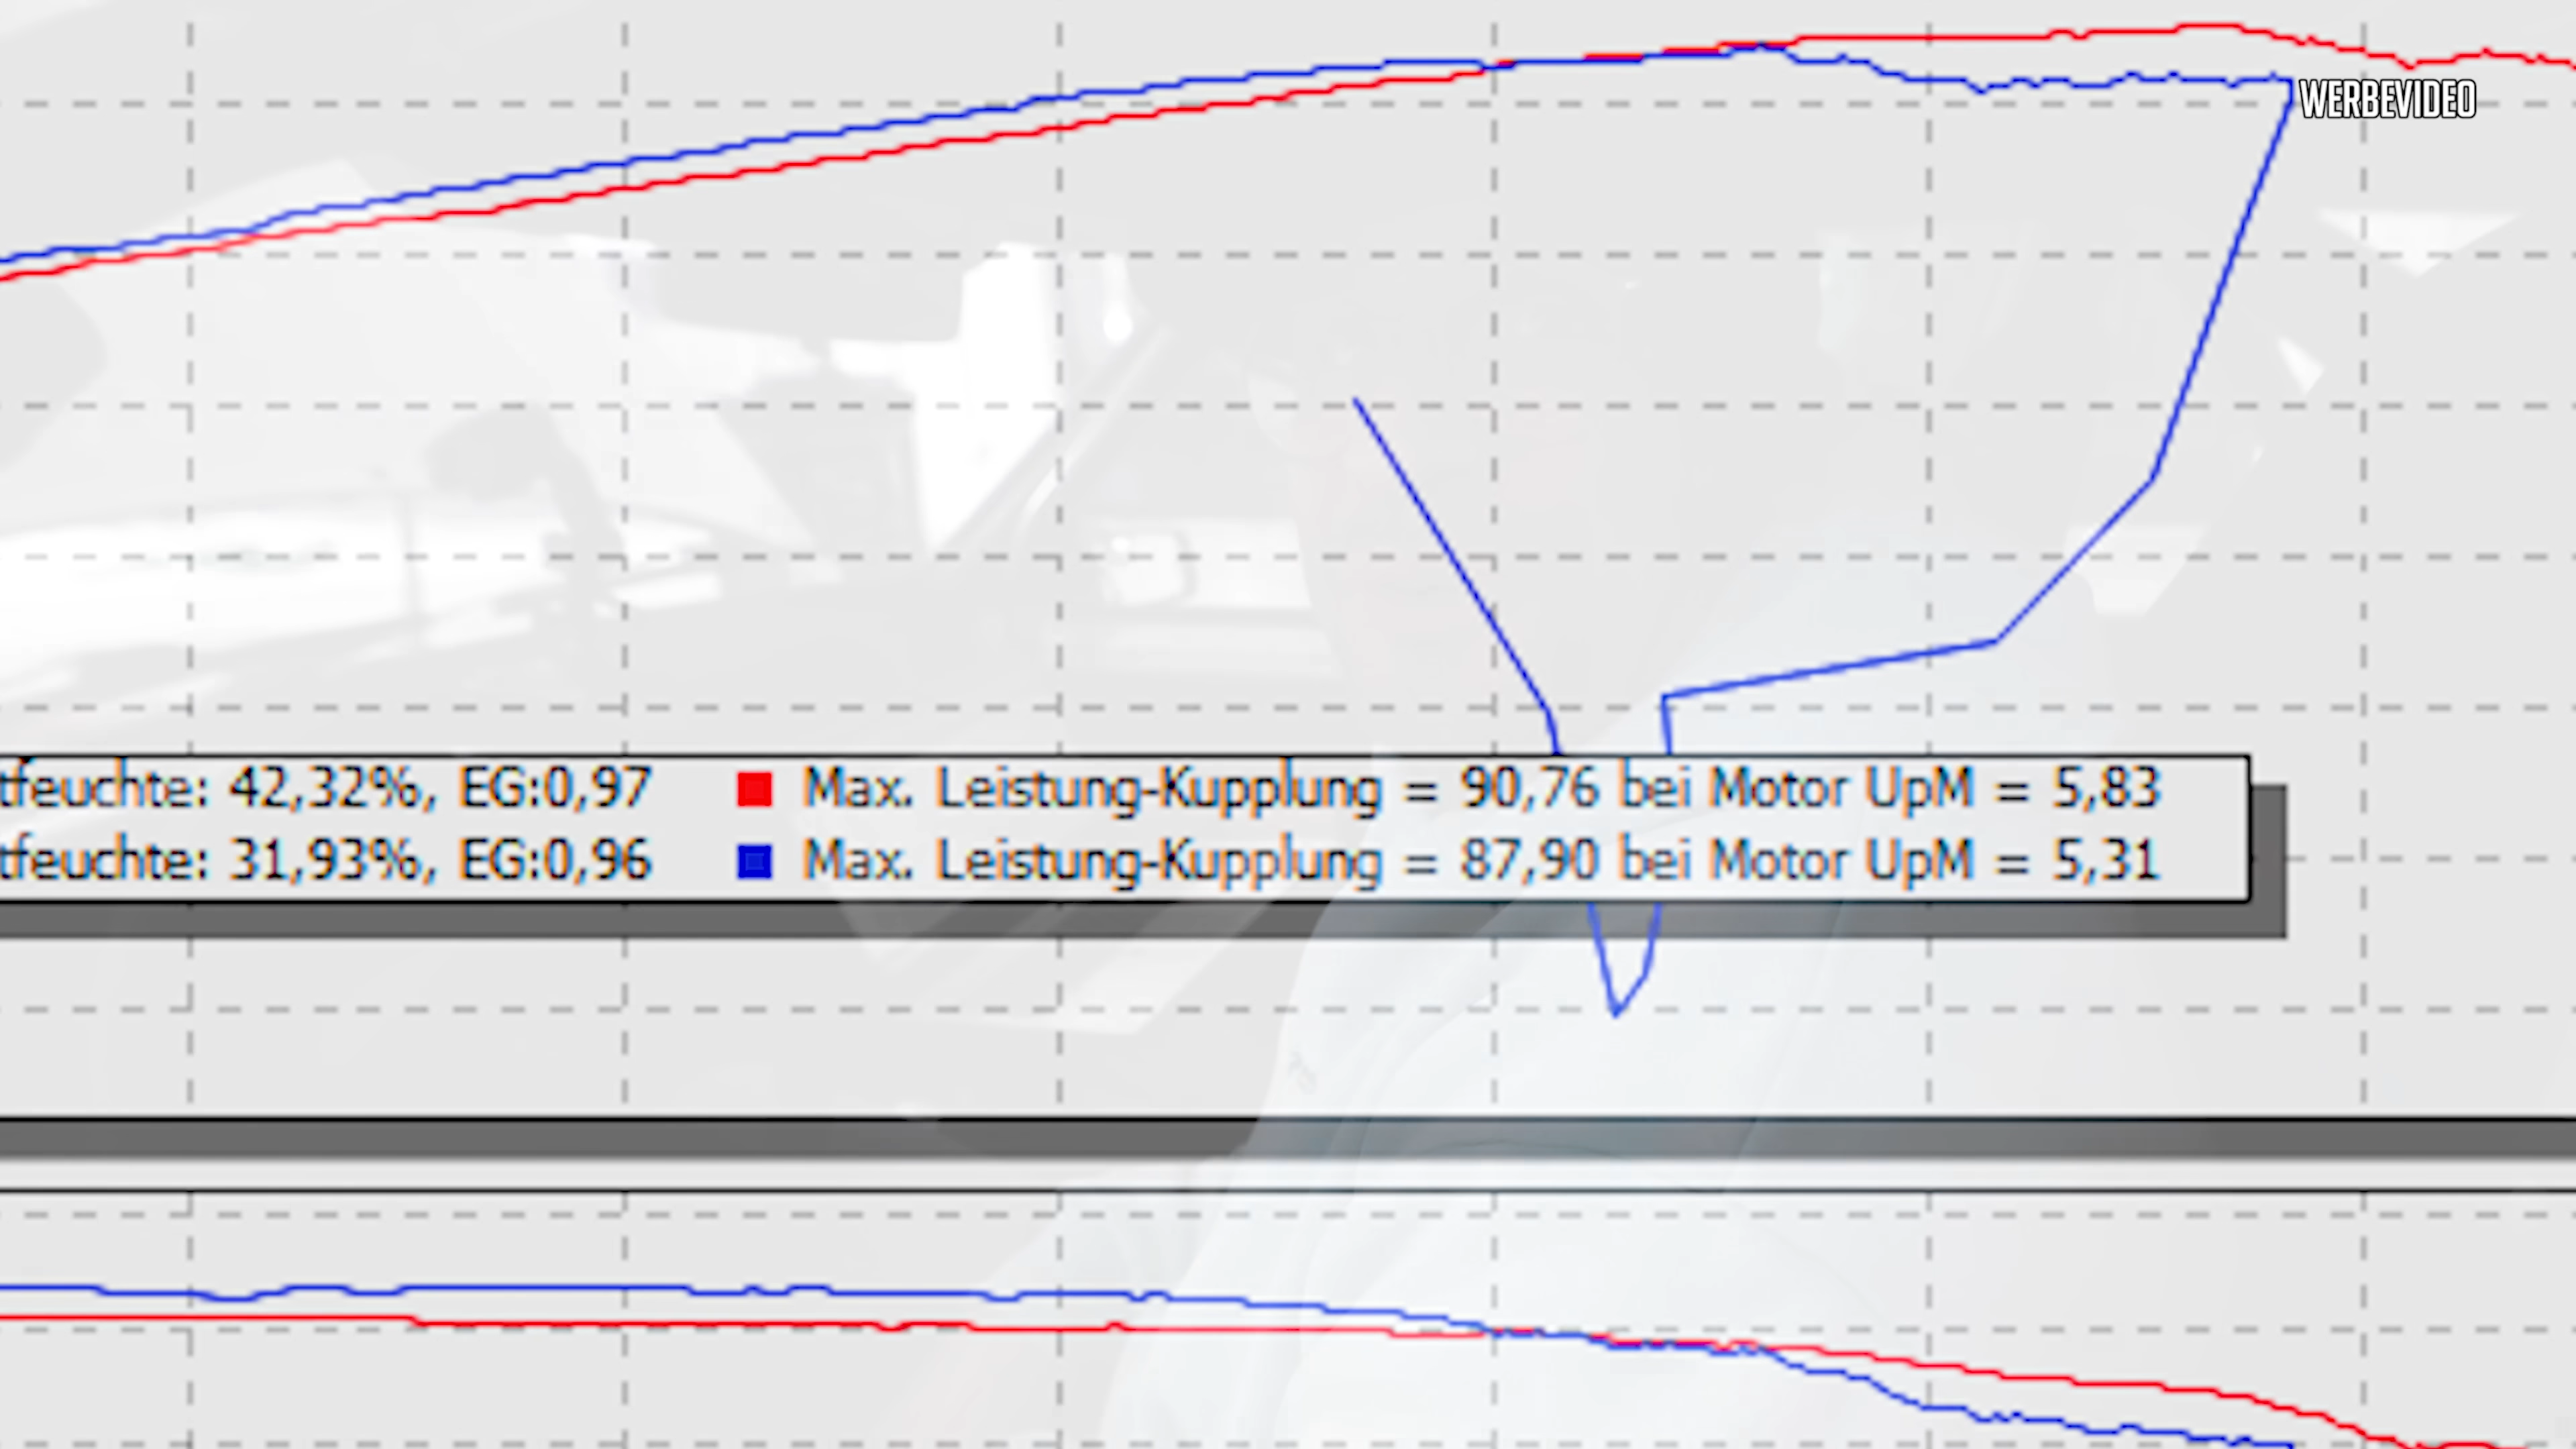 WERBEVIDEO
tfeuchte: 42,32%, EG:0,97 Max. Leistung-Kupplung = 90,76 bei Motor UpM = 5,83
tfeuchte: 31,93%, EG:0,96 Max. Leistung-Kupplung = 87,90 bei Motor UpM = 5,31